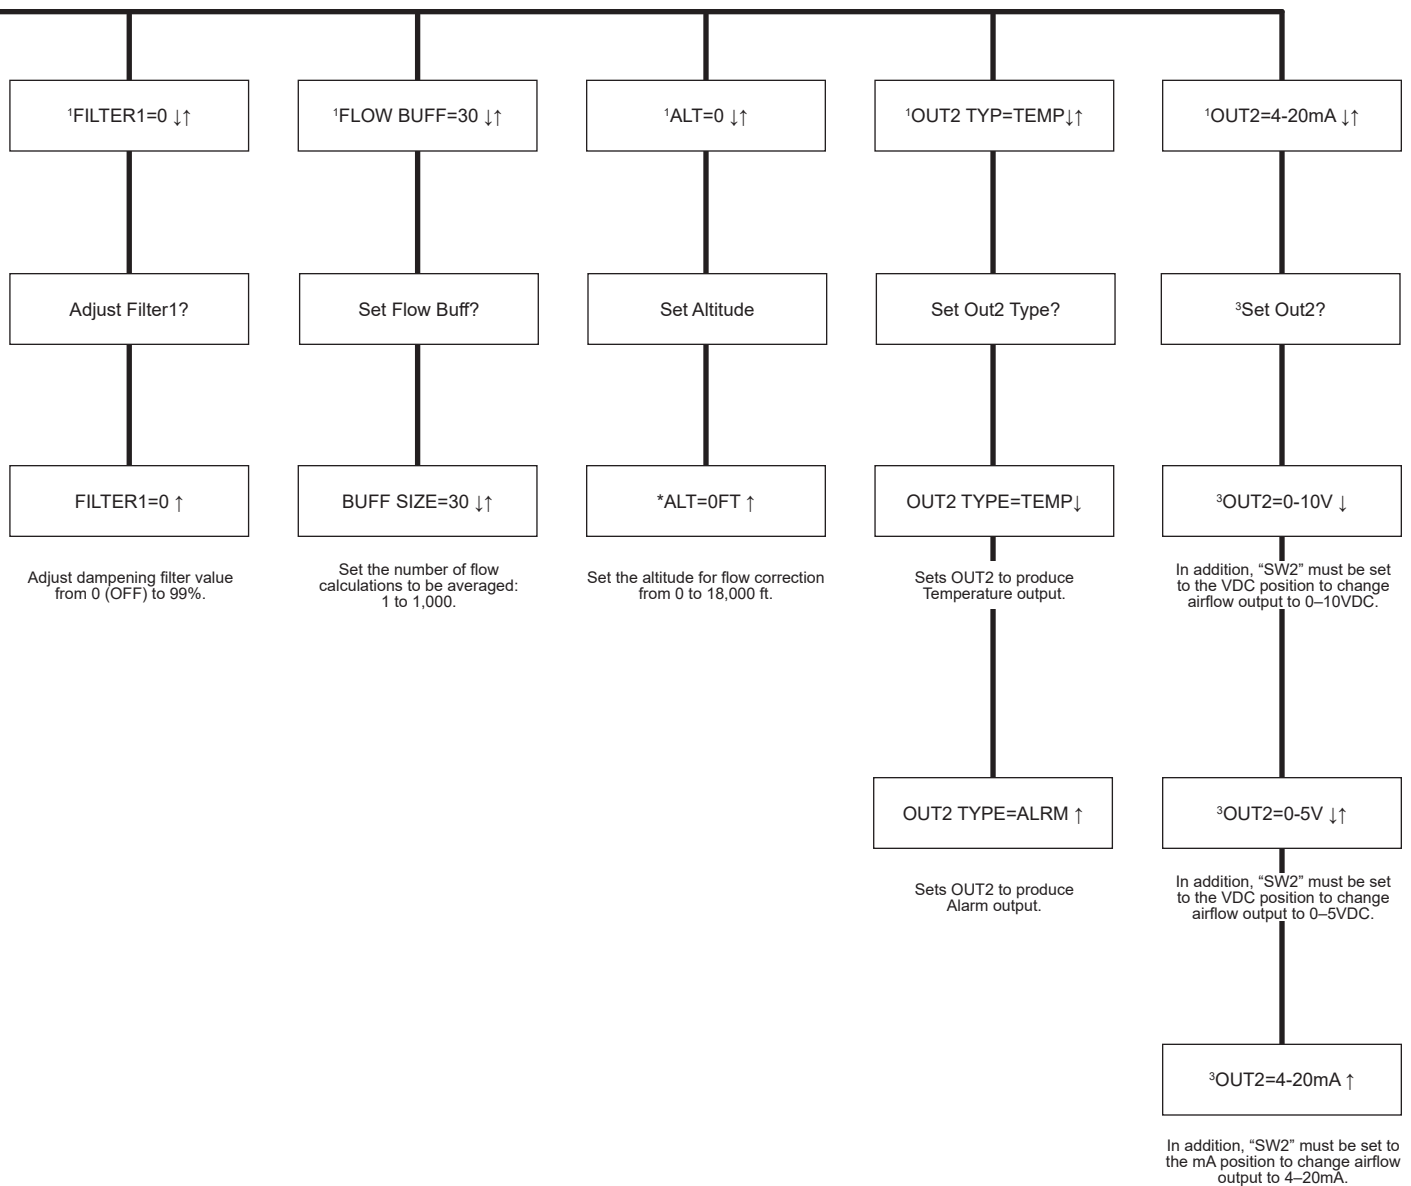 ¹FILTER1=0 ↓↑
¹FLOW BUFF=30 ↓↑
¹ALT=0 ↓↑
¹OUT2 TYP=TEMP↓↑
¹OUT2=4-20mA ↓↑
Adjust Filter1?
Set Flow Buff?
Set Altitude
Set Out2 Type?
³Set Out2?
FILTER1=0 ↑
BUFF SIZE=30 ↓↑
*ALT=0FT ↑
OUT2 TYPE=TEMP↓
³OUT2=0-10V ↓
Adjust dampening filter value
from 0 (OFF) to 99%.
Set the number of flow
calculations to be averaged:
1 to 1,000.
Set the altitude for flow correction
from 0 to 18,000 ft.
Sets OUT2 to produce
Temperature output.
In addition, “SW2” must be set
to the VDC position to change
airflow output to 0–10VDC.
OUT2 TYPE=ALRM ↑
³OUT2=0-5V ↓↑
Sets OUT2 to produce
Alarm output.
In addition, “SW2” must be set
to the VDC position to change
airflow output to 0–5VDC.
³OUT2=4-20mA ↑
In addition, “SW2” must be set to
the mA position to change airflow
output to 4–20mA.